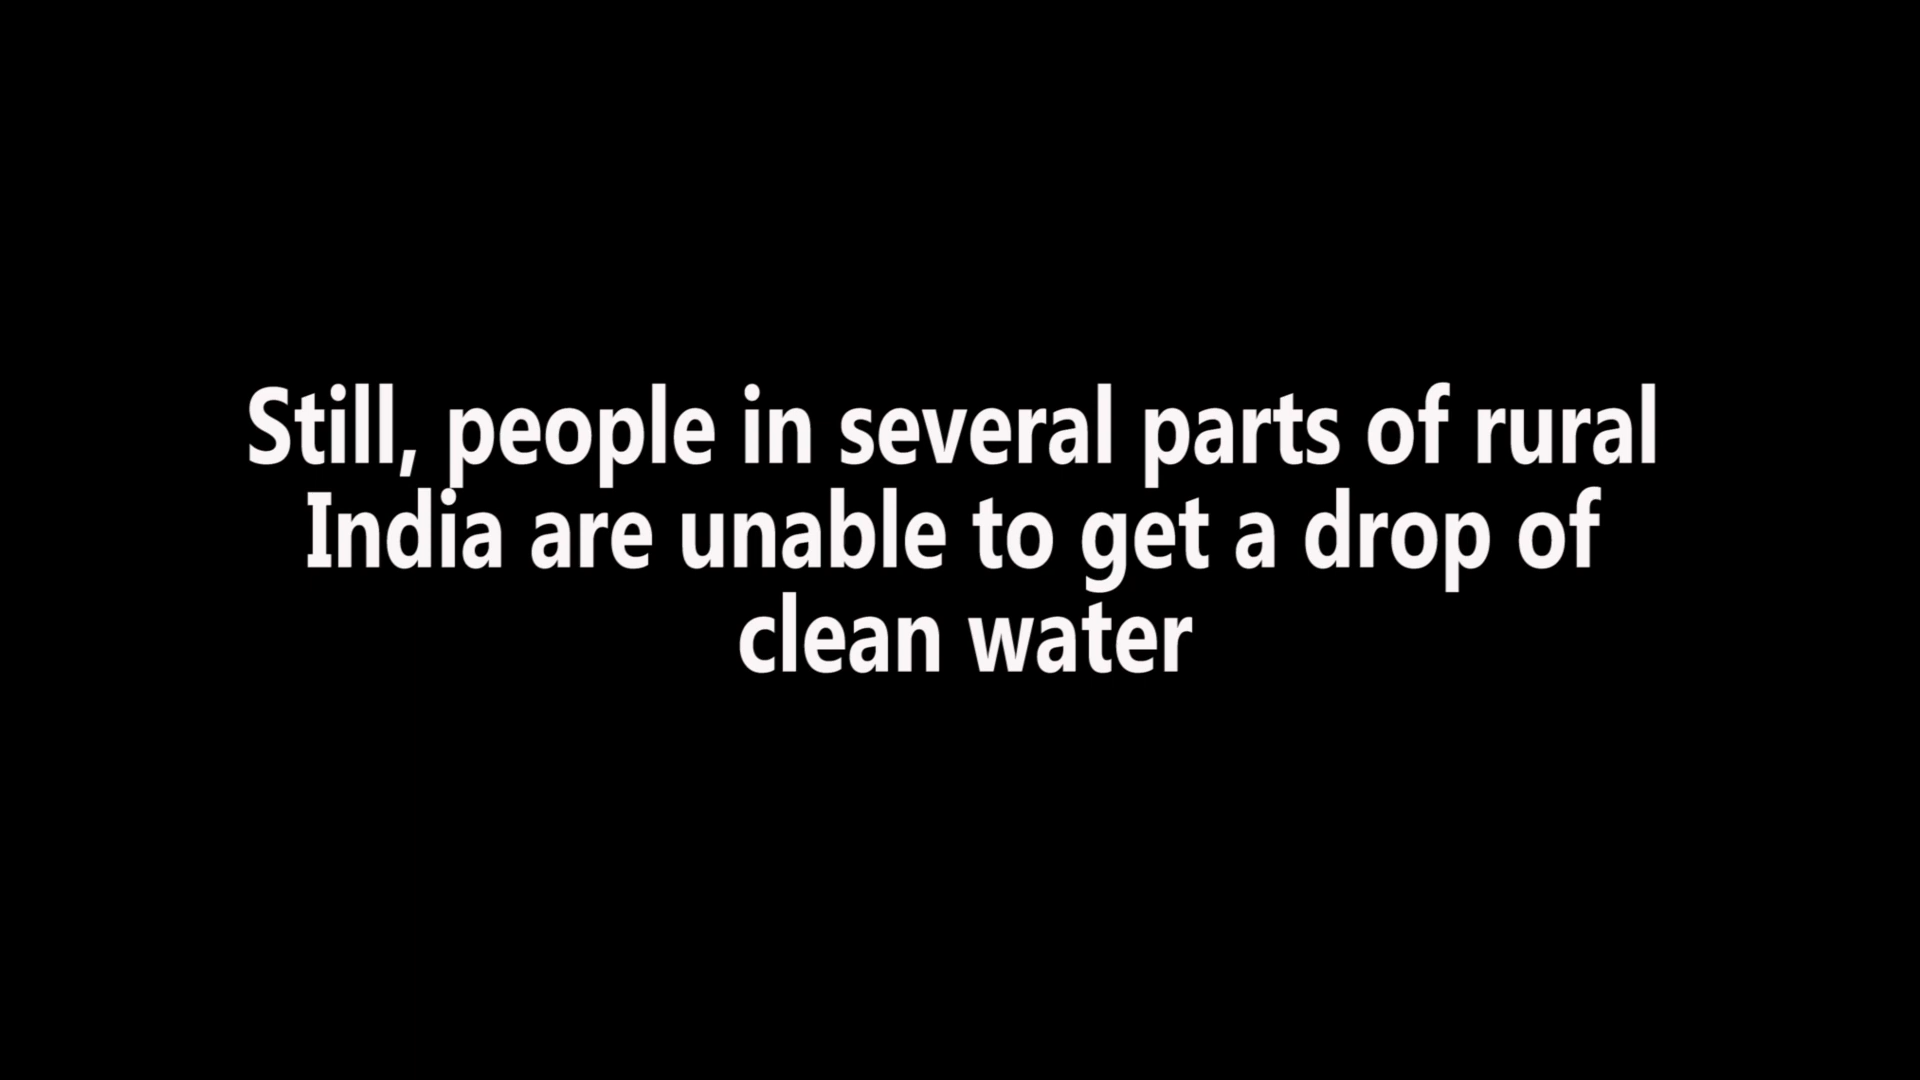 Still, people in several parts of rural
India are unable to get a drop of
clean water